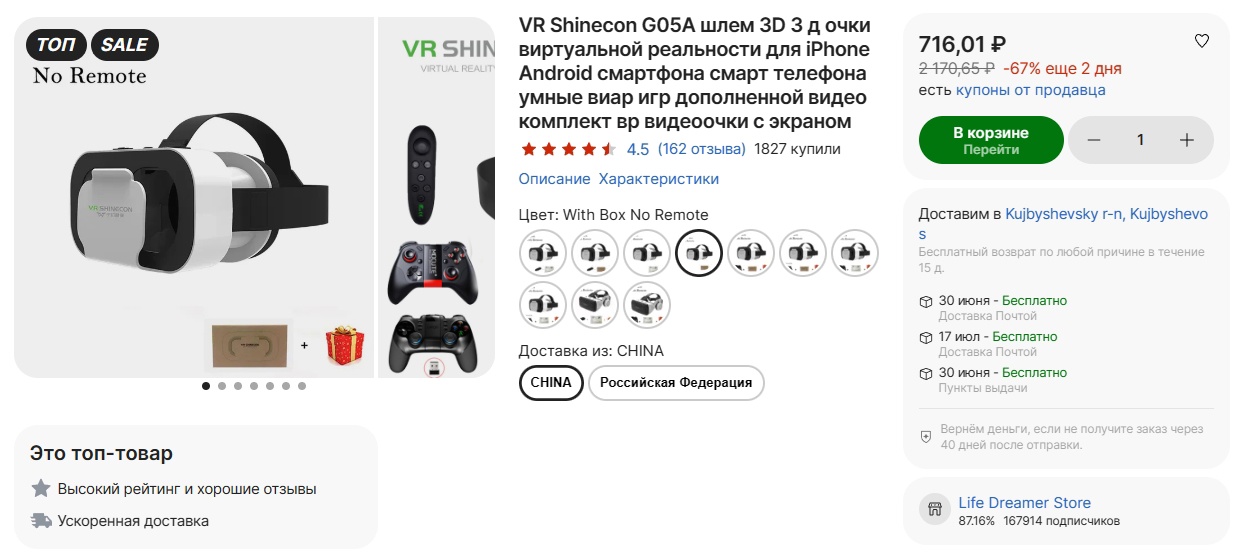 ТОП
SALE
No Remote
VR SHINECON
VR SHIN
VIRTUAL REALIT
+
Это топ-товар
Высокий рейтинг и хорошие отзывы
Ускоренная доставка
VR Shinecon G05A шлем 3D 3 д очки
виртуальной реальности для iPhone
Android смартфона смарт телефона
умные виар игр дополненной видео
комплект вр видеоочки с экраном
4.5 (162 отзыва) 1827 купили
Описание Характеристики
Цвет: With Box No Remote
Доставка из: CHINA
CHINA
Российская Федерация
716,01 ₽
2 170,65 ₽ -67% еще 2 дня
есть купоны от продавца
В корзине
Перейти
− 1 +
Доставим в Kujbyshevsky r-n, Kujbyshevo
s
Бесплатный возврат по любой причине в течение
15 д.
30 июня - Бесплатно
Доставка Почтой
17 июл - Бесплатно
Доставка Почтой
30 июня - Бесплатно
Пункты выдачи
Вернём деньги, если не получите заказ через
40 дней после отправки.
Life Dreamer Store
87.16% 167914 подписчиков